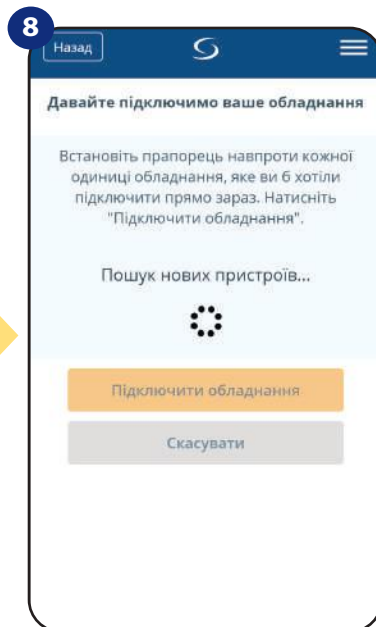 8
Назад
Давайте підключимо ваше обладнання
Встановіть прапорець навпроти кожної
одиниці обладнання, яке ви б хотіли
підключити прямо зараз. Натисніть
"Підключити обладнання".
Пошук нових пристроїв...
Підключити обладнання
Скасувати